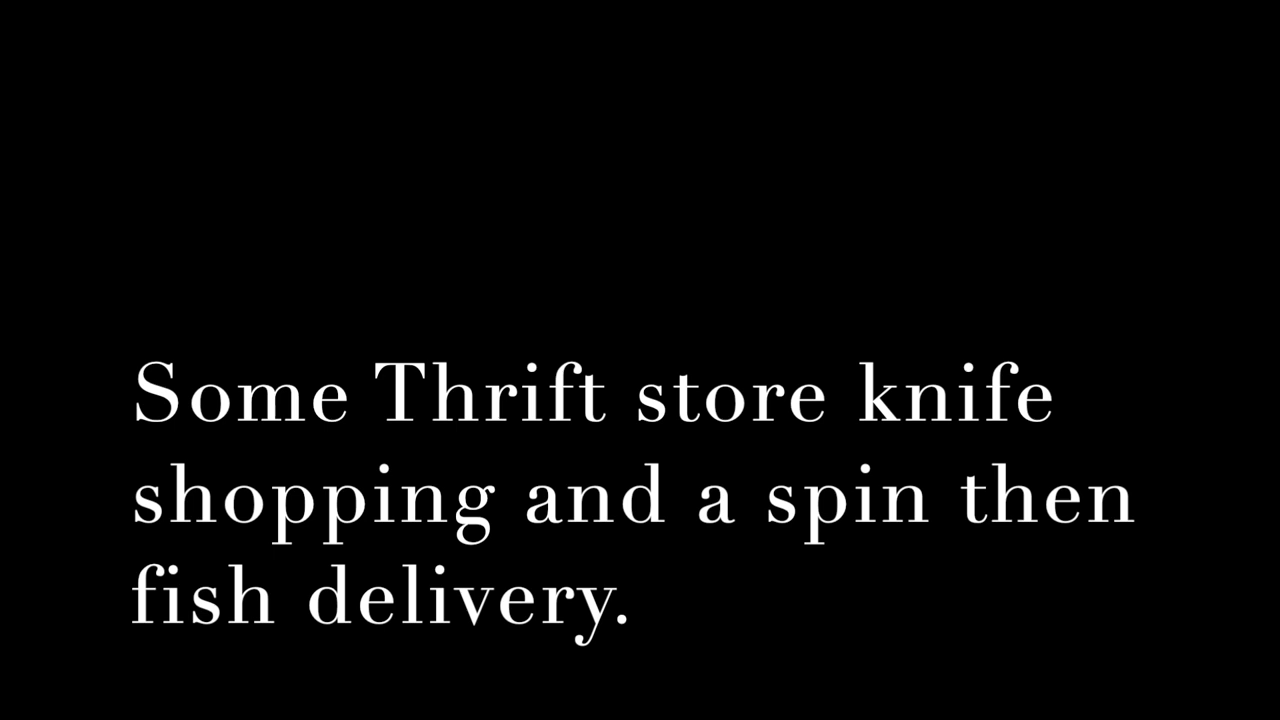 Some Thrift store knife
shopping and a spin then
fish delivery.